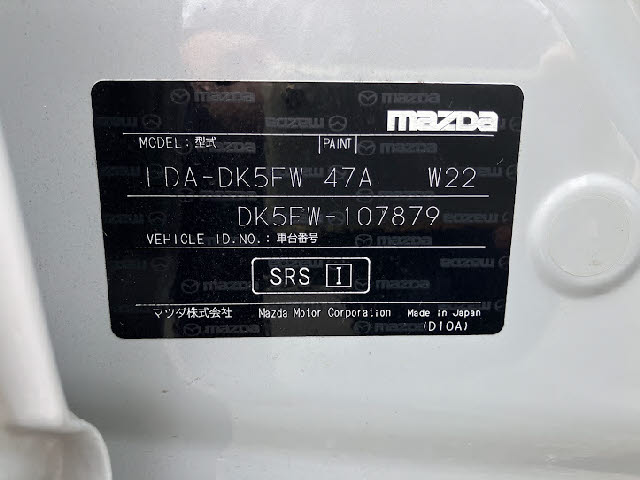 mazda
MODEL:型式 PAINT
LDA-DK5FW 47A W22
DK5FW-107879
VEHICLE ID.NO.:車台番号
SRS I
マツダ株式会社 Mazda Motor Corporation Made in Japan
(D10A)